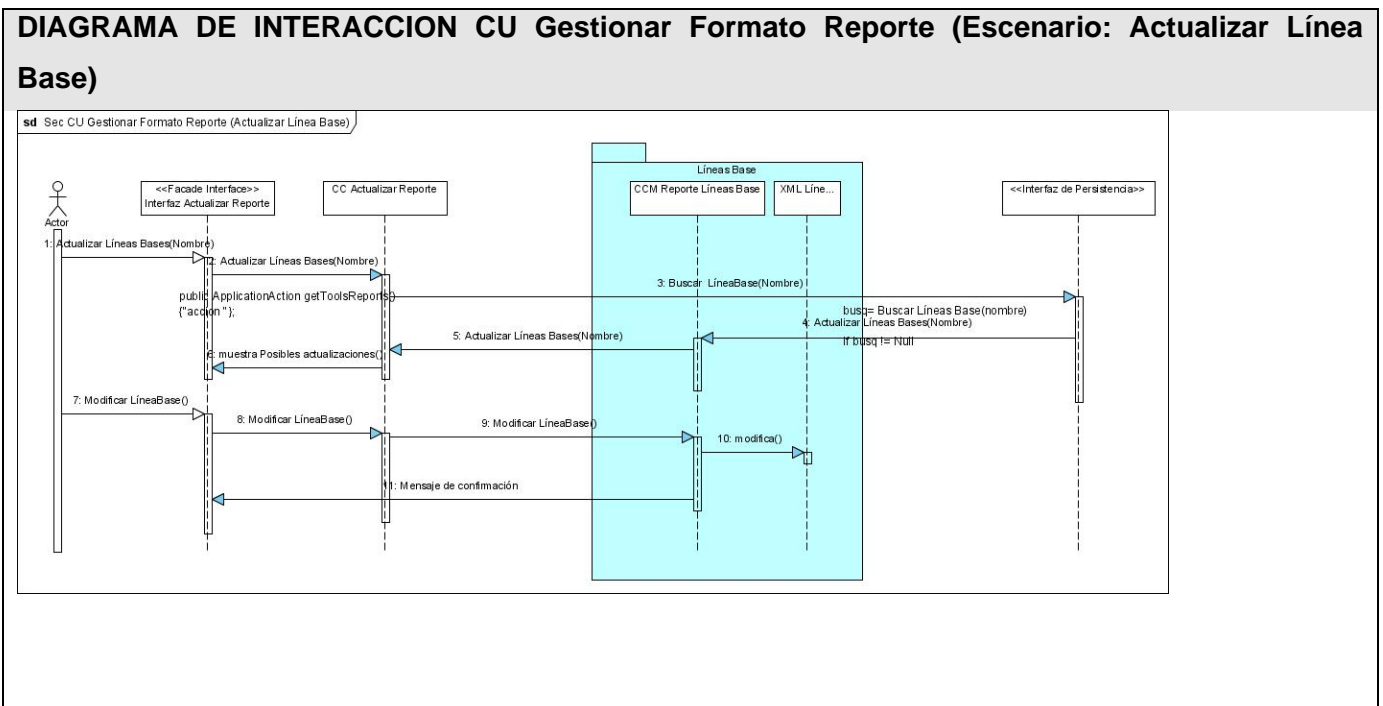 DIAGRAMA DE INTERACCION CU Gestionar Formato Reporte (Escenario: Actualizar Línea
Base)
sd Sec CU Gestionar Formato Reporte (Actualizar Línea Base)
Líneas Base
Actor
<<Facade Interface>>
Interfaz Actualizar Reporte
CC Actualizar Reporte
CCM Reporte Líneas Base
XML Líne...
<<Interfaz de Persistencia>>
1: Actualizar Líneas Bases(Nombre)
2: Actualizar Líneas Bases(Nombre)
3: Buscar LíneaBase(Nombre)
public ApplicationAction getToolsReports()
{"accion" };
busq= Buscar Líneas Base(nombre)
4: Actualizar Líneas Bases(Nombre)
If busq != Null
5: Actualizar Líneas Bases(Nombre)
6: muestra Posibles actualizaciones()
7: Modificar LíneaBase()
8: Modificar LíneaBase()
9: Modificar LíneaBase()
10: modifica()
11: Mensaje de confirmación